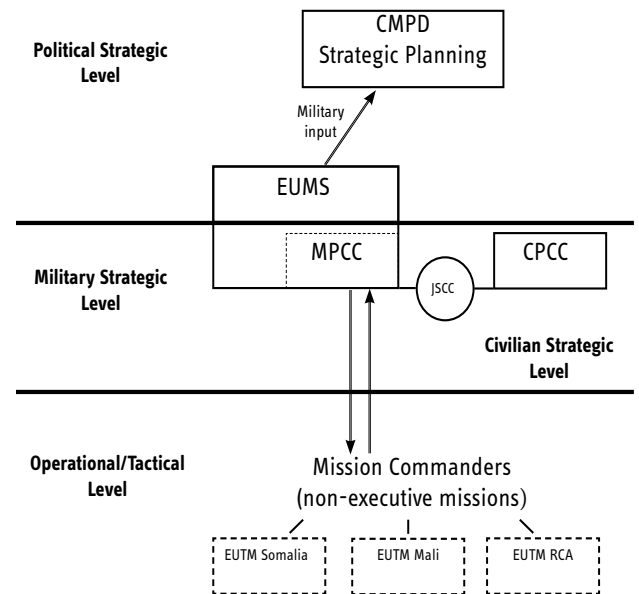 CMPD
Strategic Planning
Political Strategic
Level
Military
input
EUMS
MPCC
CPCC
Military Strategic
Level
JSCC
Civilian Strategic
Level
Operational/Tactical
Level
Mission Commanders
(non-executive missions)
EUTM Somalia
EUTM Mali
EUTM RCA